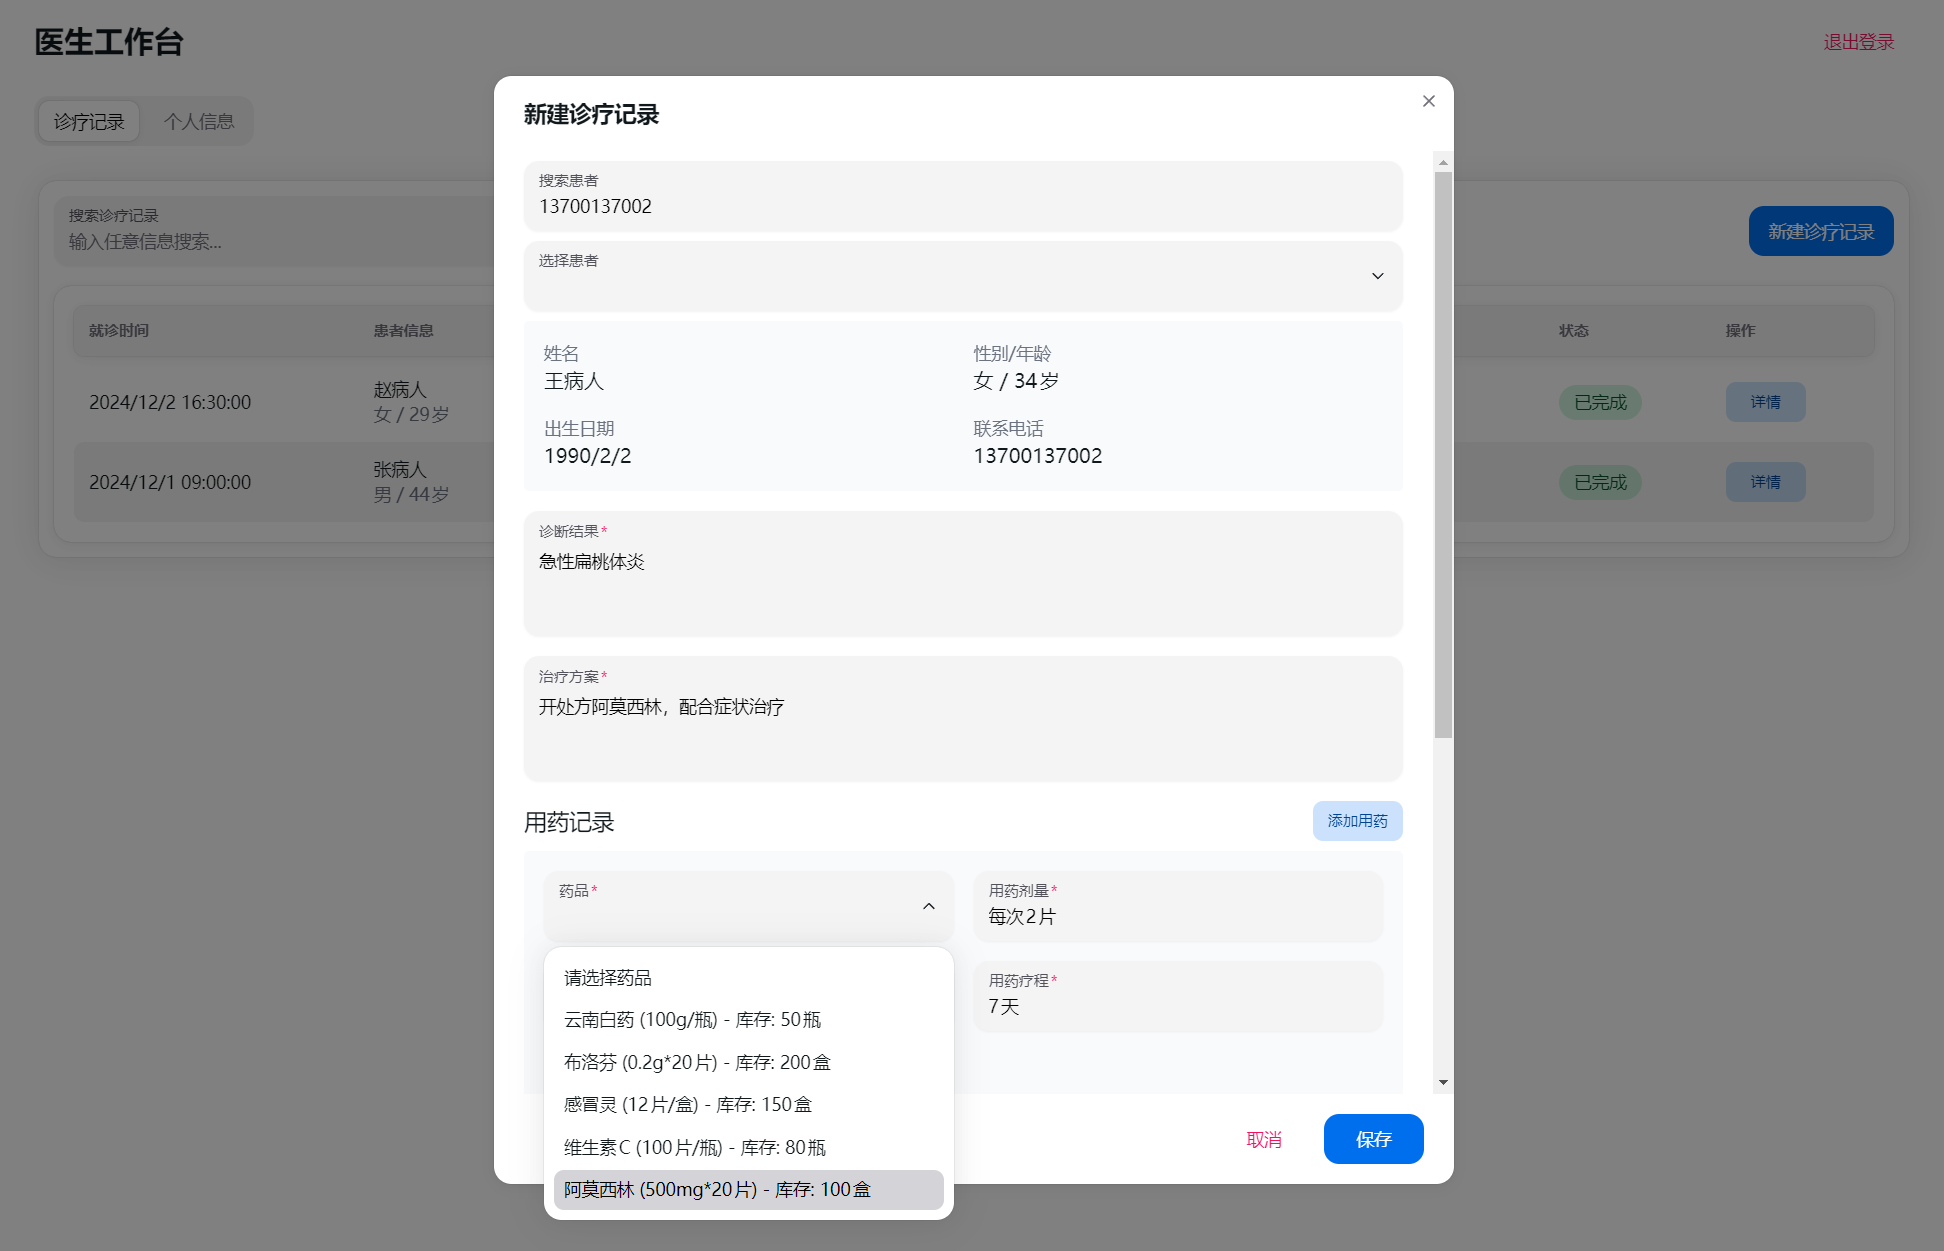 医生工作台
退出登录
诊疗记录
个人信息
搜索诊疗记录
输入任意信息搜索...
新建诊疗记录
就诊时间
患者信息
状态
操作
2024/12/2 16:30:00
赵病人
女 / 29岁
已完成
详情
2024/12/1 09:00:00
张病人
男 / 44岁
已完成
详情
新建诊疗记录
搜索患者
13700137002
选择患者
姓名
王病人
性别/年龄
女 / 34岁
出生日期
1990/2/2
联系电话
13700137002
诊断结果*
急性扁桃体炎
治疗方案*
开处方阿莫西林，配合症状治疗
用药记录
添加用药
药品*
用药剂量*
每次2片
用药疗程*
7天
请选择药品
云南白药 (100g/瓶) - 库存: 50瓶
布洛芬 (0.2g*20片) - 库存: 200盒
感冒灵 (12片/盒) - 库存: 150盒
维生素C (100片/瓶) - 库存: 80瓶
阿莫西林 (500mg*20片) - 库存: 100盒
取消
保存